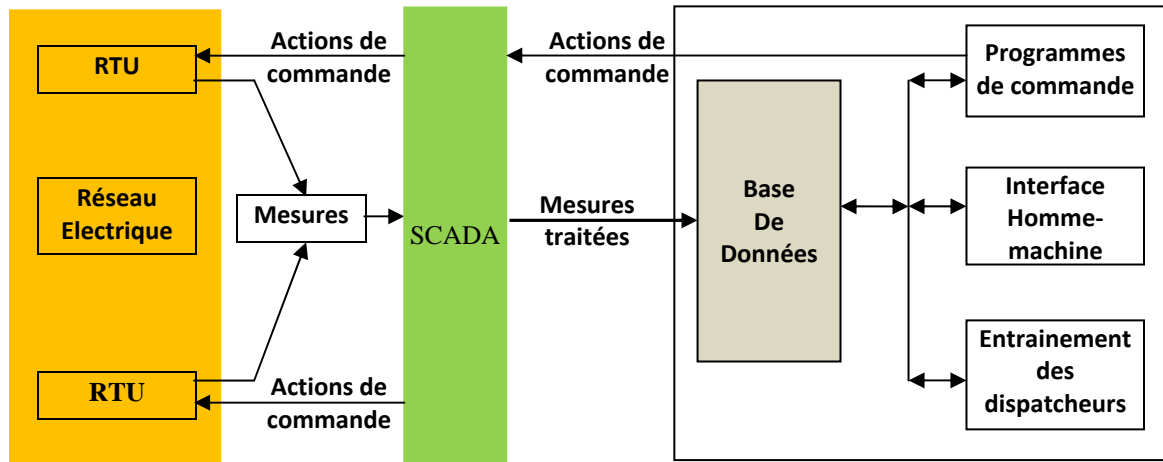 RTU
Actions de
commande
Actions de
commande
Programmes
de commande
Réseau
Electrique
Mesures
SCADA
Mesures
traitées
Base
De
Données
Interface
Homme-
machine
RTU
Actions de
commande
Entrainement
des
dispatcheurs